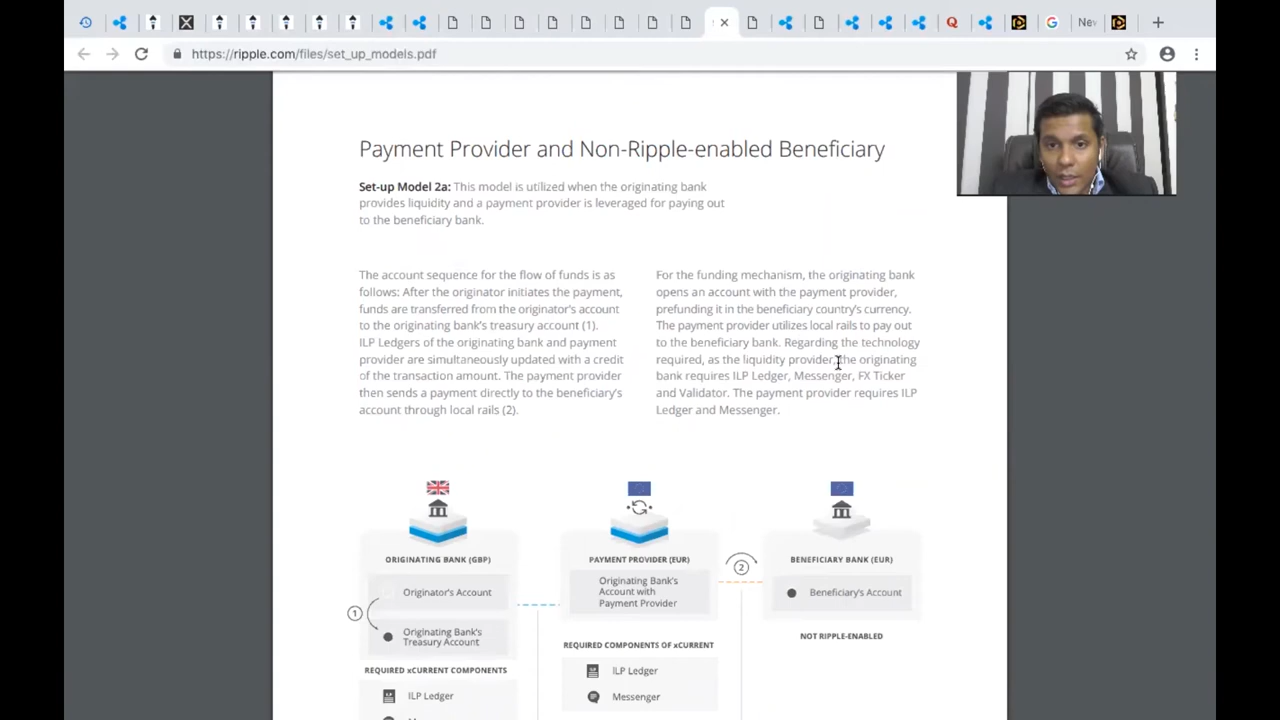 Nev
https://ripple.com/files/set_up_models.pdf
Payment Provider and Non-Ripple-enabled Beneficiary
Set-up Model 2a: This model is utilized when the originating bank
provides liquidity and a payment provider is leveraged for paying out
to the beneficiary bank.
The account sequence for the flow of funds is as
follows: After the originator initiates the payment,
funds are transferred from the originator's account
to the originating bank's treasury account (1).
ILP Ledgers of the originating bank and payment
provider are simultaneously updated with a credit
of the transaction amount. The payment provider
then sends a payment directly to the beneficiary's
account through local rails (2).
For the funding mechanism, the originating bank
opens an account with the payment provider,
prefunding it in the beneficiary country's currency.
The payment provider utilizes local rails to pay out
to the beneficiary bank. Regarding the technology
required, as the liquidity provider, the originating
bank requires ILP Ledger, Messenger, FX Ticker
and Validator. The payment provider requires ILP
Ledger and Messenger.
ORIGINATING BANK (GBP)
Originator's Account
1
Originating Bank's
Treasury Account
REQUIRED xCURRENT COMPONENTS
ILP Ledger
PAYMENT PROVIDER (EUR)
Originating Bank's
Account with
Payment Provider
REQUIRED COMPONENTS OF xCURRENT
ILP Ledger
Messenger
2
BENEFICIARY BANK (EUR)
Beneficiary's Account
NOT RIPPLE-ENABLED